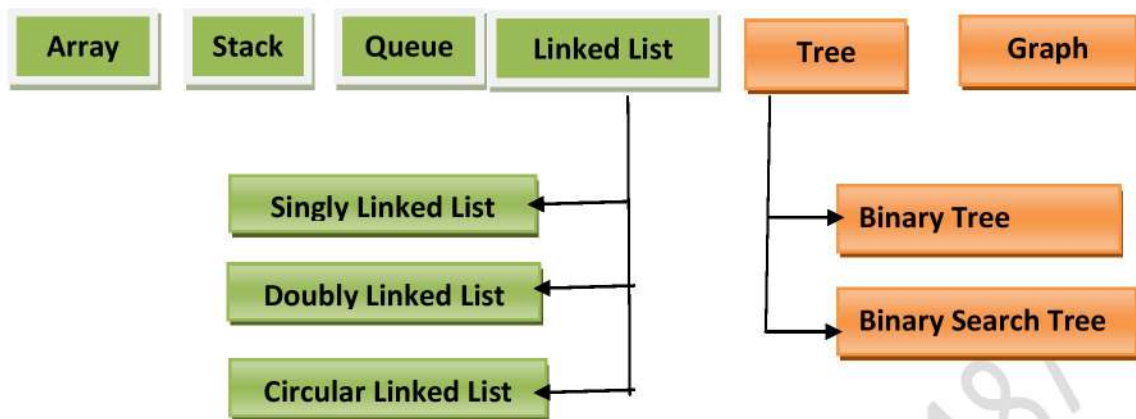 Array
Stack
Queue
Linked List
Tree
Graph
Singly Linked List
Doubly Linked List
Circular Linked List
Binary Tree
Binary Search Tree